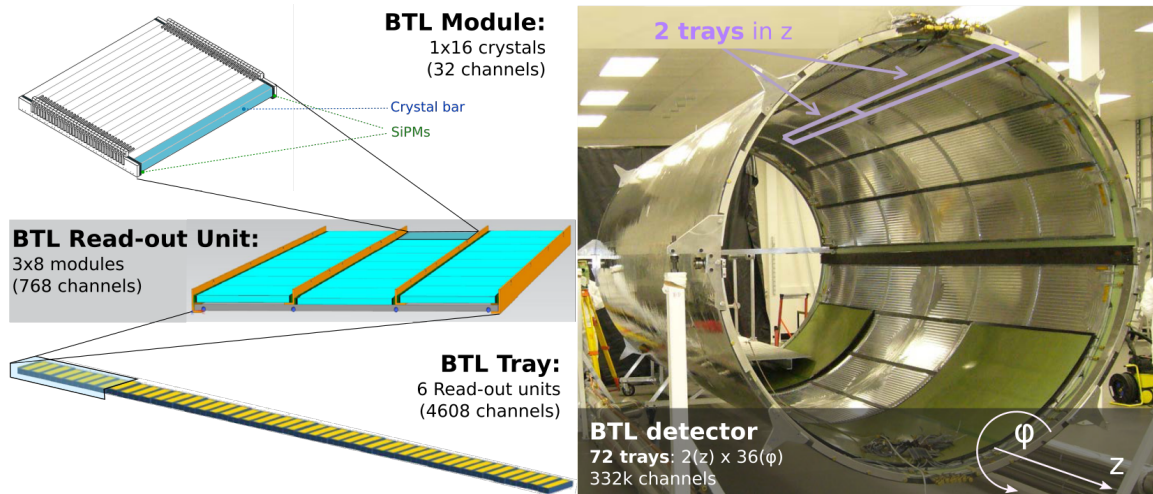 BTL Module:
1x16 crystals
(32 channels)
Crystal bar
SiPMs
BTL Read-out Unit:
3x8 modules
(768 channels)
BTL Tray:
6 Read-out units
(4608 channels)
2 trays in z
BTL detector
72 trays: 2(z) x 36(φ)
332k channels
φ
z